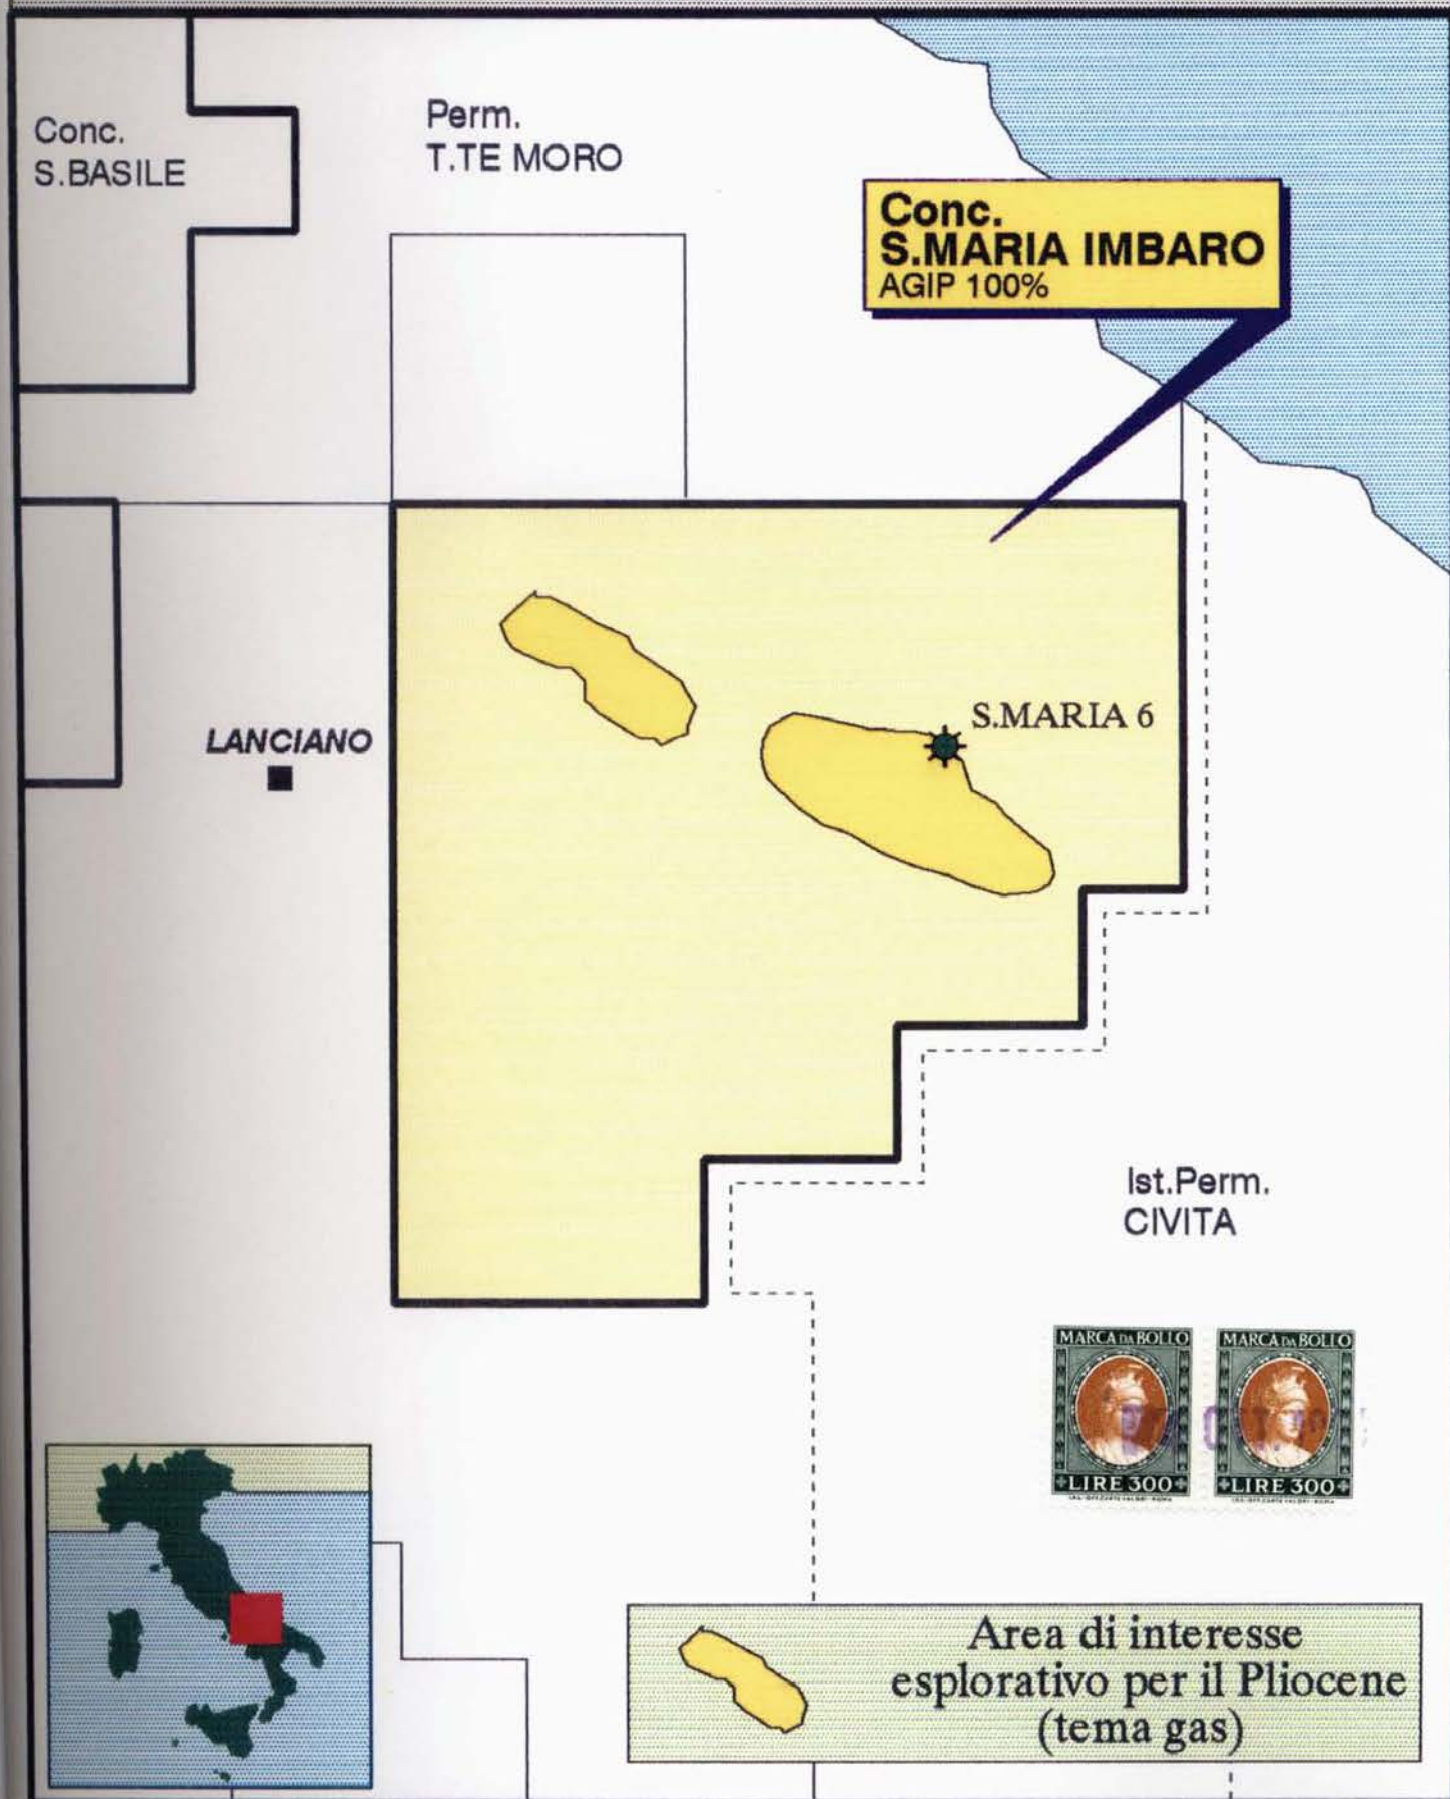 Conc.
S.BASILE
Perm.
T.TE MORO
Conc.
S.MARIA IMBARO
AGIP 100%
S.MARIA 6
LANCIANO
Ist.Perm.
CIVITA
MARCA DA BOLLO
LIRE 300
MARCA DA BOLLO
LIRE 300
Area di interesse
esplorativo per il Pliocene
(tema gas)